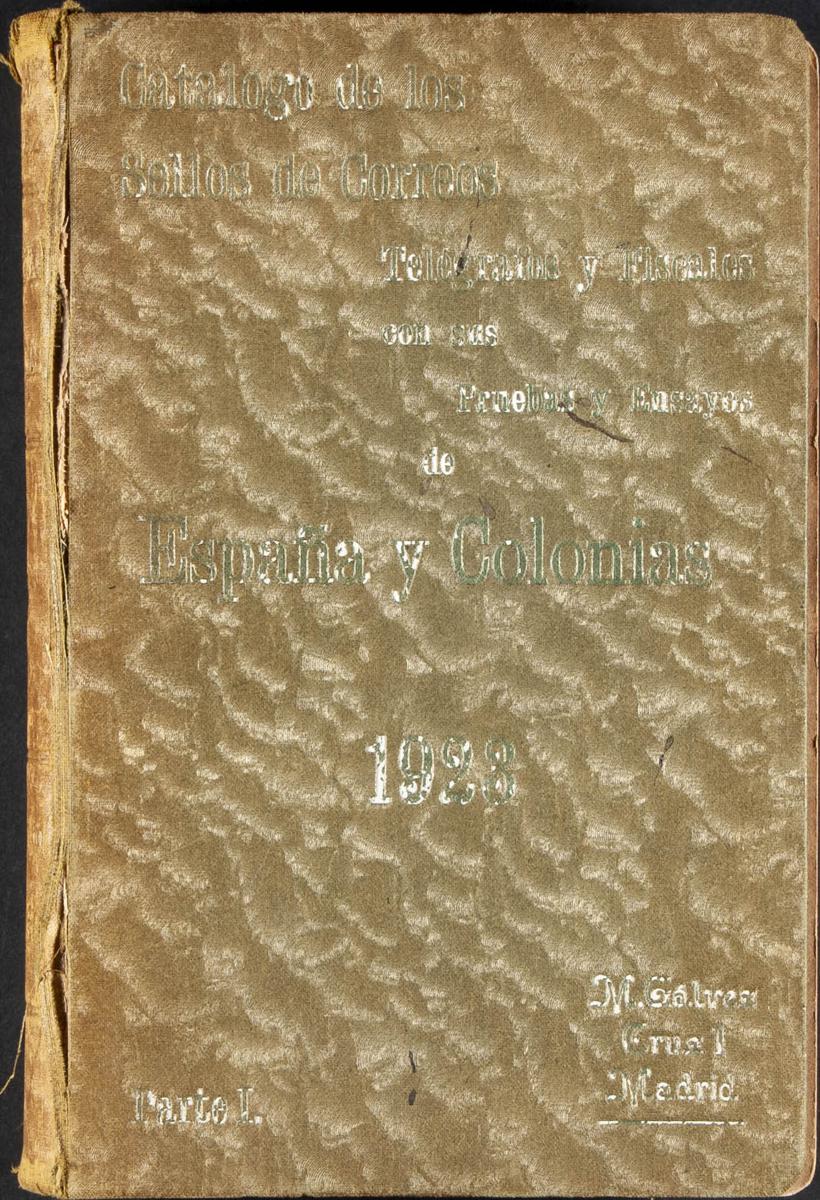 Catálogo de los
Sellos de Correos
Telégrafos y Fiscales
con sus
Pruebas y Ensayos
de
España y Colonias
1923
M. Gálvez
Cruz 1
Madrid
Parte I.